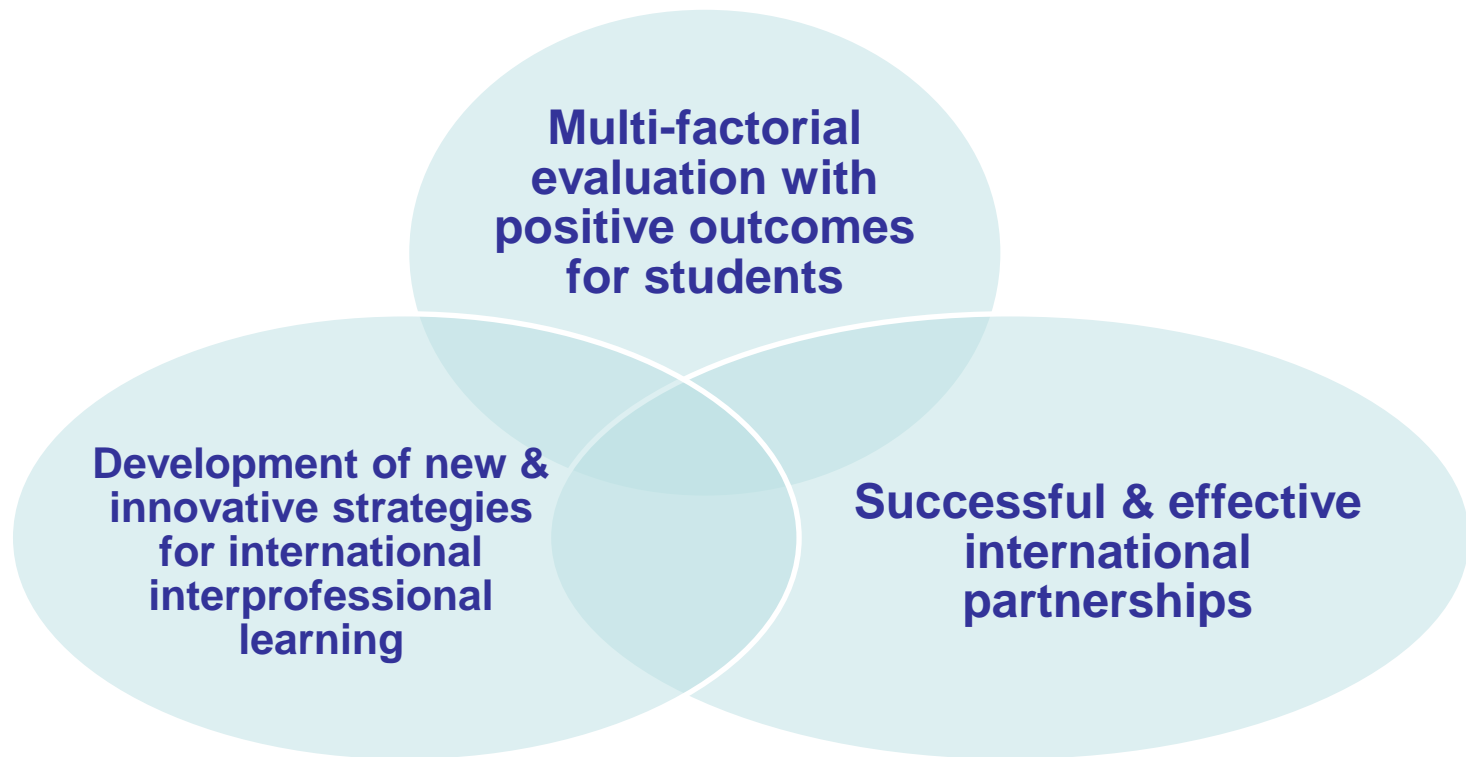 Multi-factorial
evaluation with
positive outcomes
for students
Development of new &
innovative strategies
for international
interprofessional
learning
Successful & effective
international
partnerships